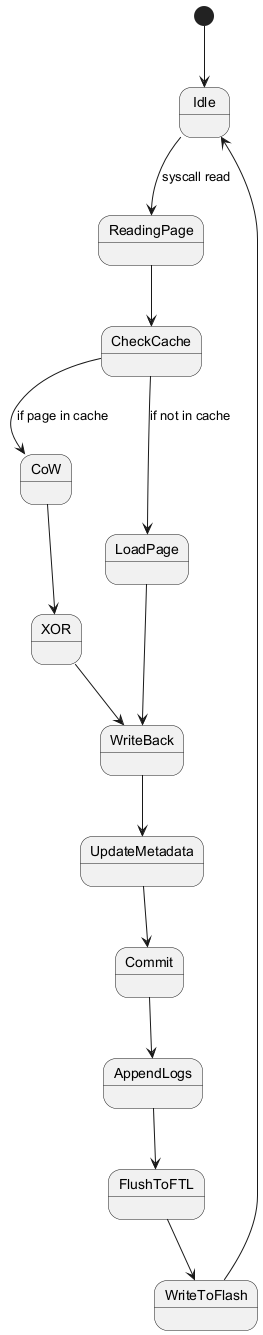 Idle
syscall read
ReadingPage
CheckCache
if page in cache
if not in cache
CoW
LoadPage
XOR
WriteBack
UpdateMetadata
Commit
AppendLogs
FlushToFTL
WriteToFlash